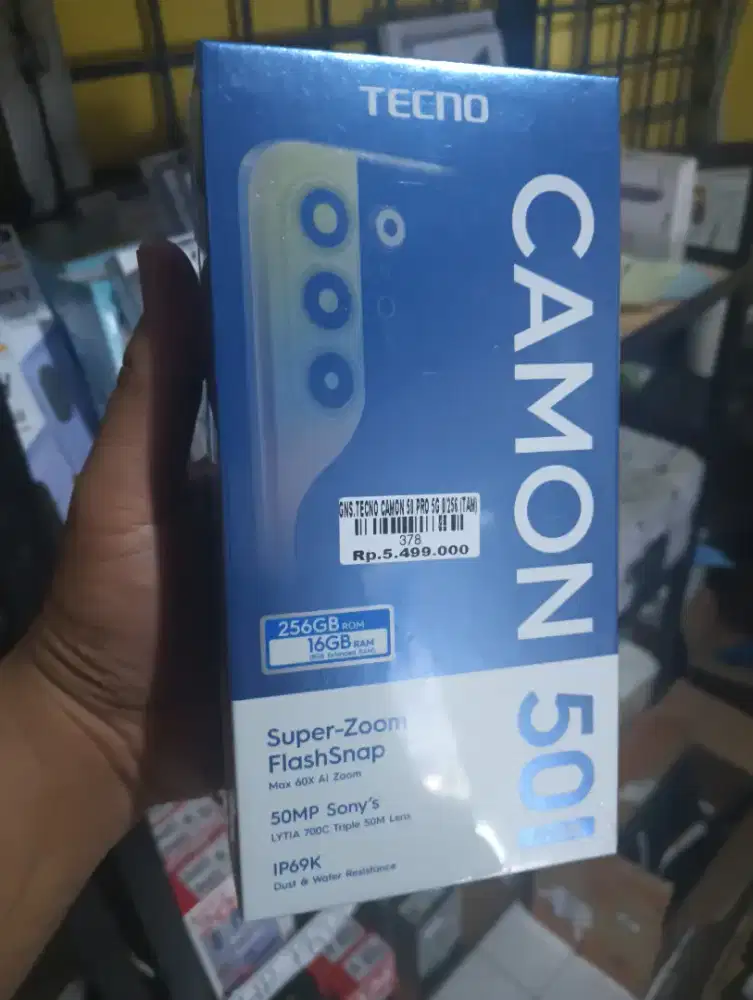 TECNO
CAMON 50
GNS.TECNO CAMON 50 PRO 5G 8/256 (TAM)
378
Rp.5.499.000
256GB ROM
16GB RAM
Super-Zoom
FlashSnap
Max 60X AI Zoom
50MP Sony's
LYTIA 700C Triple 50M Lens
IP69K
Dust & Water Resistance